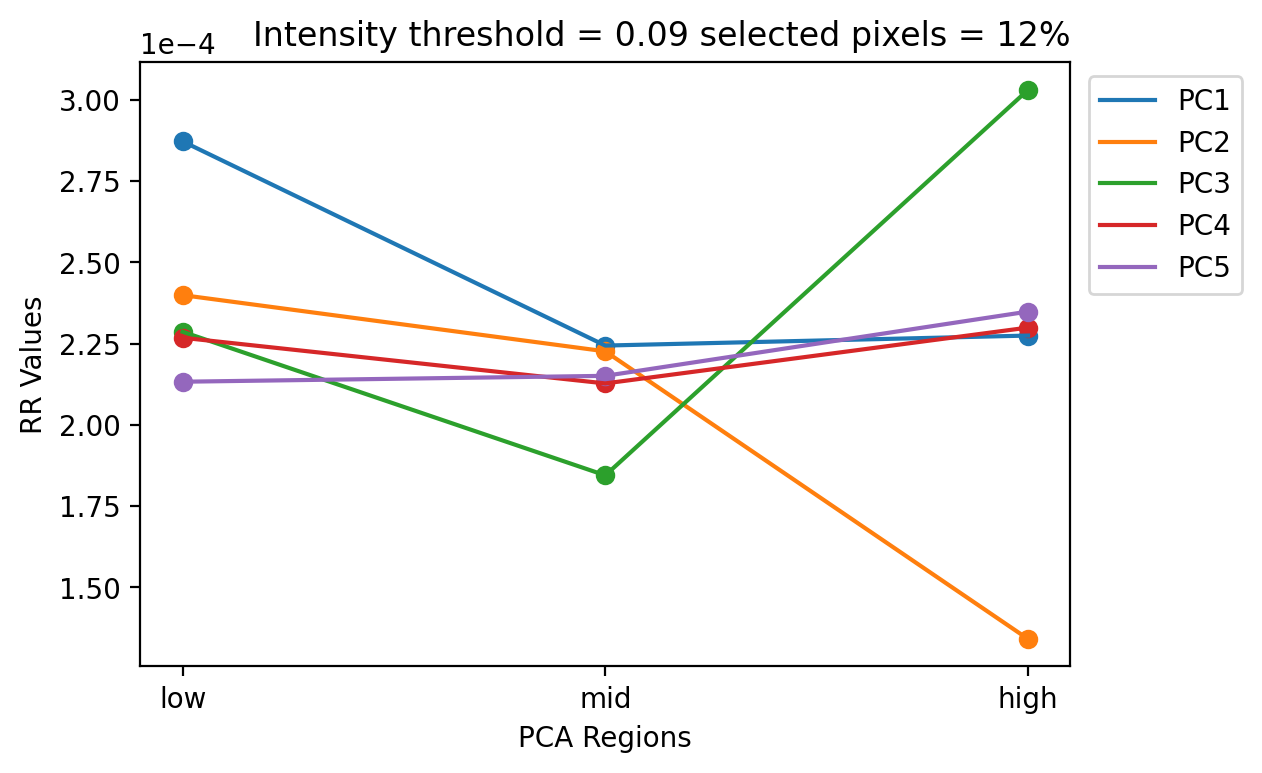 Intensity threshold = 0.09 selected pixels = 12%
1e−4
3.00
2.75
2.50
2.25
2.00
1.75
1.50
RR Values
low
mid
high
PCA Regions
PC1
PC2
PC3
PC4
PC5